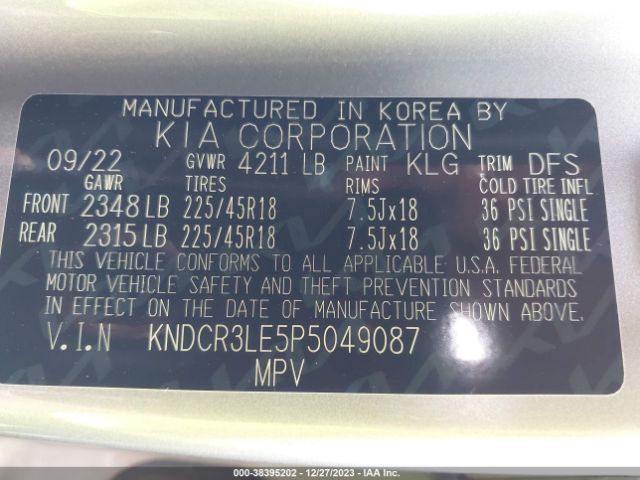 MANUFACTURED IN KOREA BY
KIA CORPORATION
09/22 GVWR 4211 LB PAINT KLG TRIM DFS
GAWR TIRES RIMS COLD TIRE INFL
FRONT 2348 LB 225/45R18 7.5Jx18 36 PSI SINGLE
REAR 2315 LB 225/45R18 7.5Jx18 36 PSI SINGLE
THIS VEHICLE CONFORMS TO ALL APPLICABLE U.S.A. FEDERAL
MOTOR VEHICLE SAFETY AND THEFT PREVENTION STANDARDS
IN EFFECT ON THE DATE OF MANUFACTURE SHOWN ABOVE.
V.I.N KNDCR3LE5P5049087
MPV
000-38395202 - 12/27/2023 - IAA Inc.